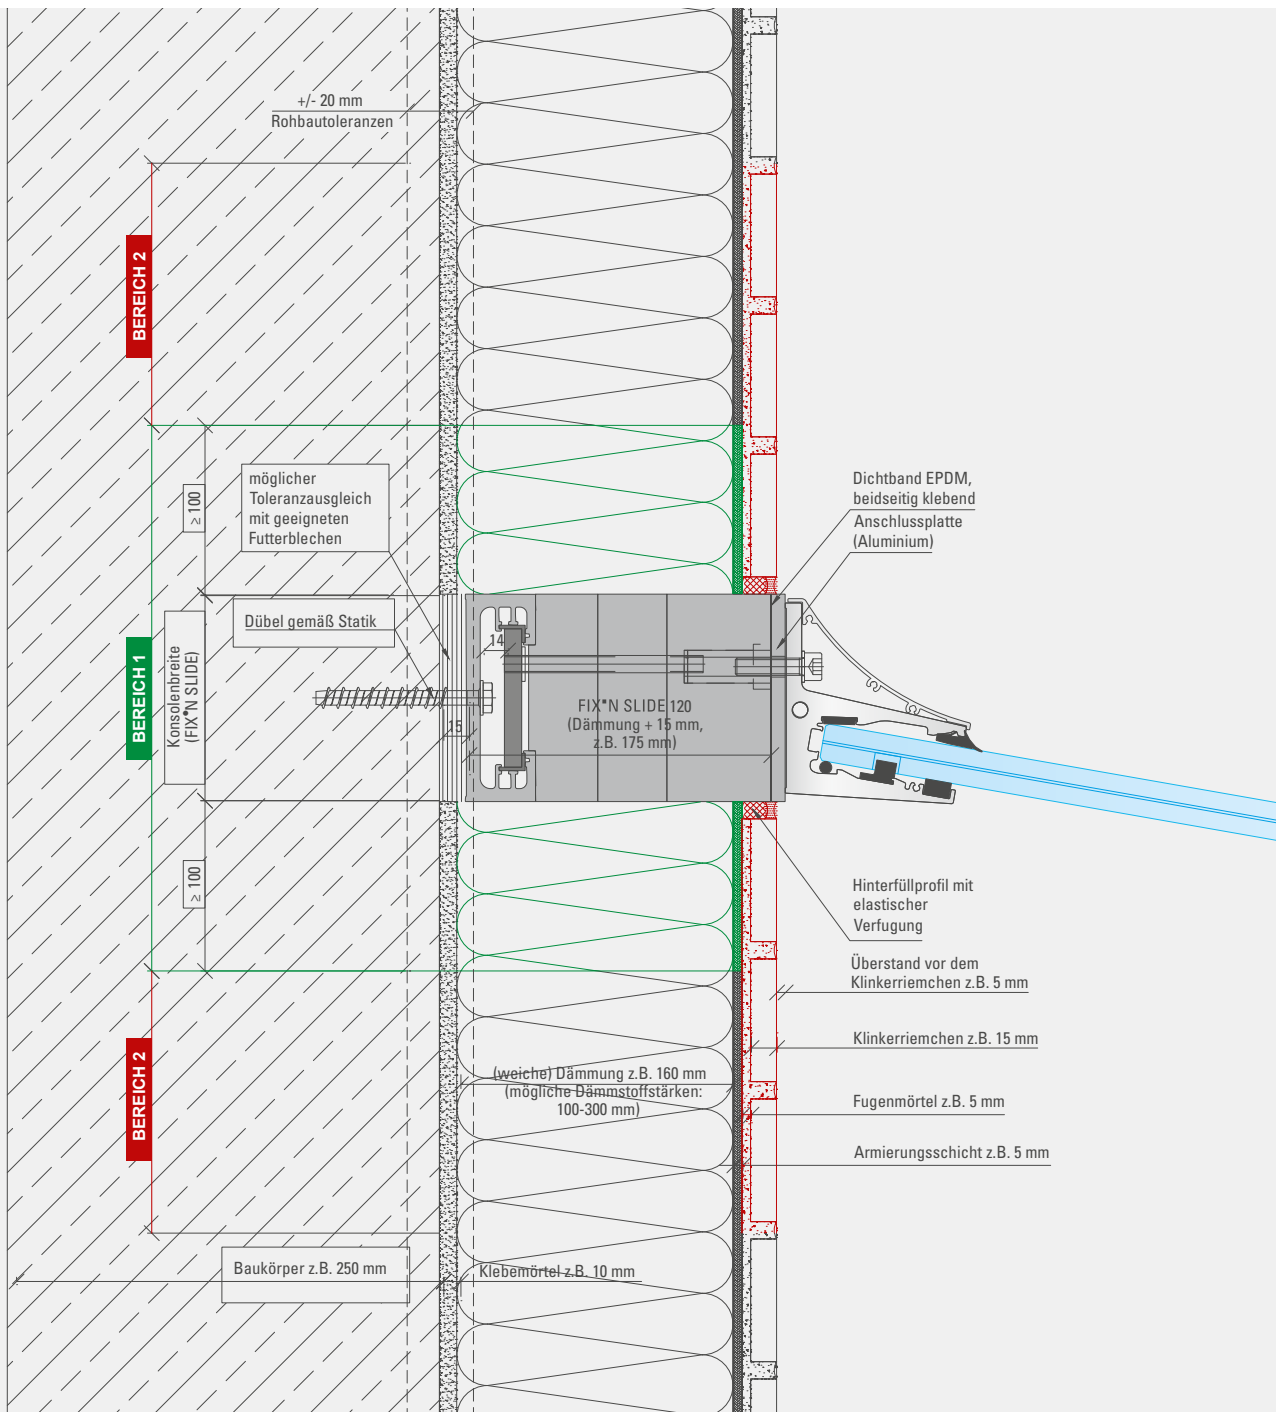 +/- 20 mm
Rohbautoleranzen
BEREICH 2
möglicher
Toleranzausgleich
mit geeigneten
Futterblechen
≥ 100
Dichtband EPDM,
beidseitig klebend
Anschlussplatte
(Aluminium)
Dübel gemäß Statik
14
BEREICH 1
Konsolenbreite
(FIX*N SLIDE)
15
FIX*N SLIDE 120
(Dämmung + 15 mm,
z.B. 175 mm)
≥ 100
Hinterfüllprofil mit
elastischer
Verfugung
Überstand vor dem
Klinkerriemchen z.B. 5 mm
Klinkerriemchen z.B. 15 mm
BEREICH 2
(weiche) Dämmung z.B. 160 mm
(mögliche Dämmstoffstärken:
100-300 mm)
Fugenmörtel z.B. 5 mm
Armierungsschicht z.B. 5 mm
Baukörper z.B. 250 mm
Klebemörtel z.B. 10 mm